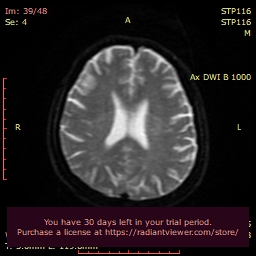 Im: 39/48
Se: 4
A
STP116
STP116
M
Ax DWI B 1000
R
L
You have 30 days left in your trial period.
Purchase a license at https://radiantviewer.com/store/